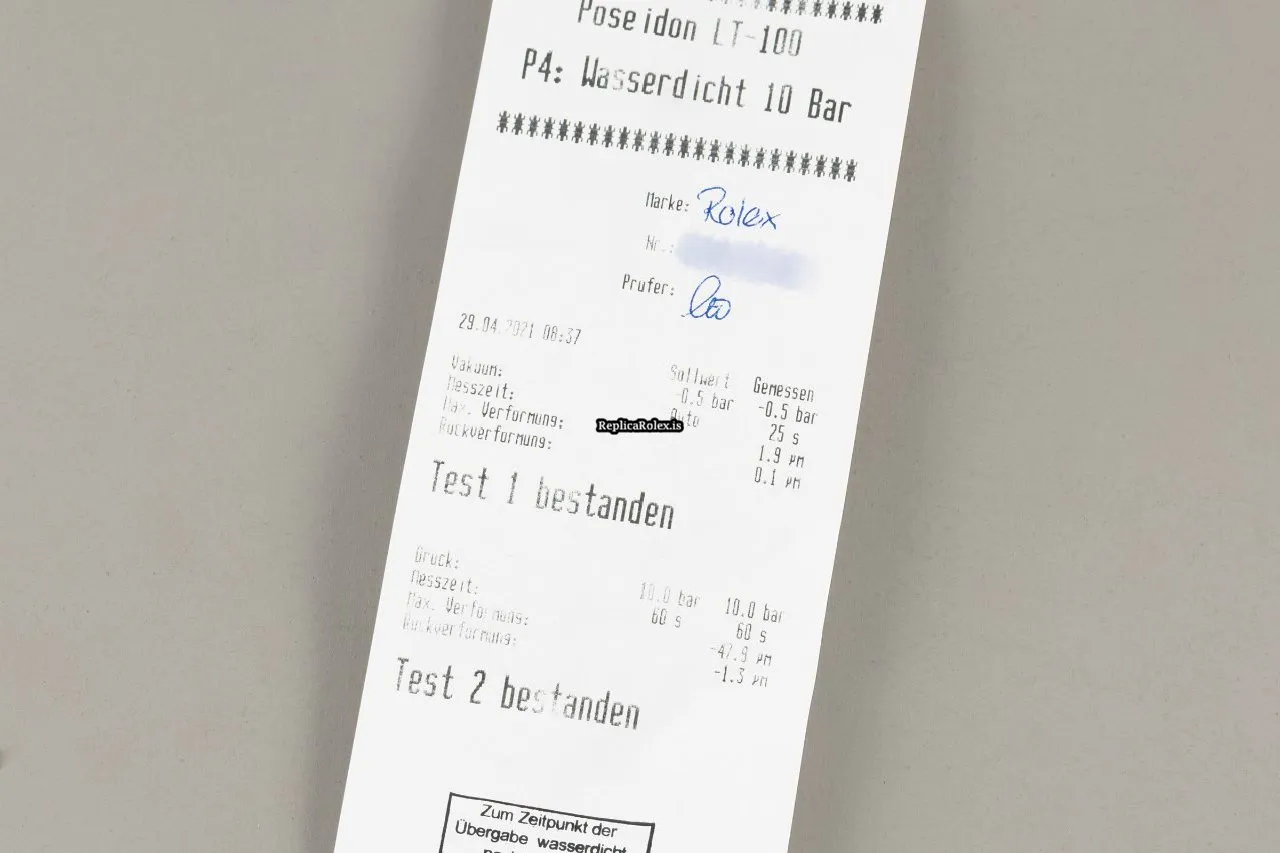 ********************
Poseidon LT-100
P4: Wasserdicht 10 Bar
************************
Marke: Rolex
Nr.:
Prufer:
29.04.2021 08:37
Sollwert Gemessen
Vakuum: -0.5 bar -0.5 bar
Messzeit: Auto 25 s
Max. Verformung: 1.9 µm
Ruckverformung: 0.1 µm
ReplicaRolex.is
Test 1 bestanden
Druck: 10.0 bar 10.0 bar
Messzeit: 60 s 60 s
Max. Verformung: -47.9 µm
Ruckverformung: -1.3 µm
Test 2 bestanden
Zum Zeitpunkt der
Übergabe wasserdicht